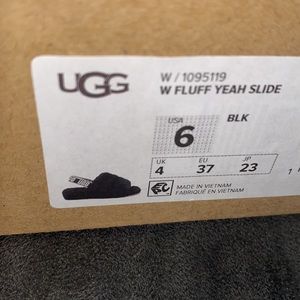 UGG
W / 1095119
W FLUFF YEAH SLIDE
USA
6
BLK
UK EU JP
4 37 23
MADE IN VIETNAM
FABRIQUÉ EN VIETNAM